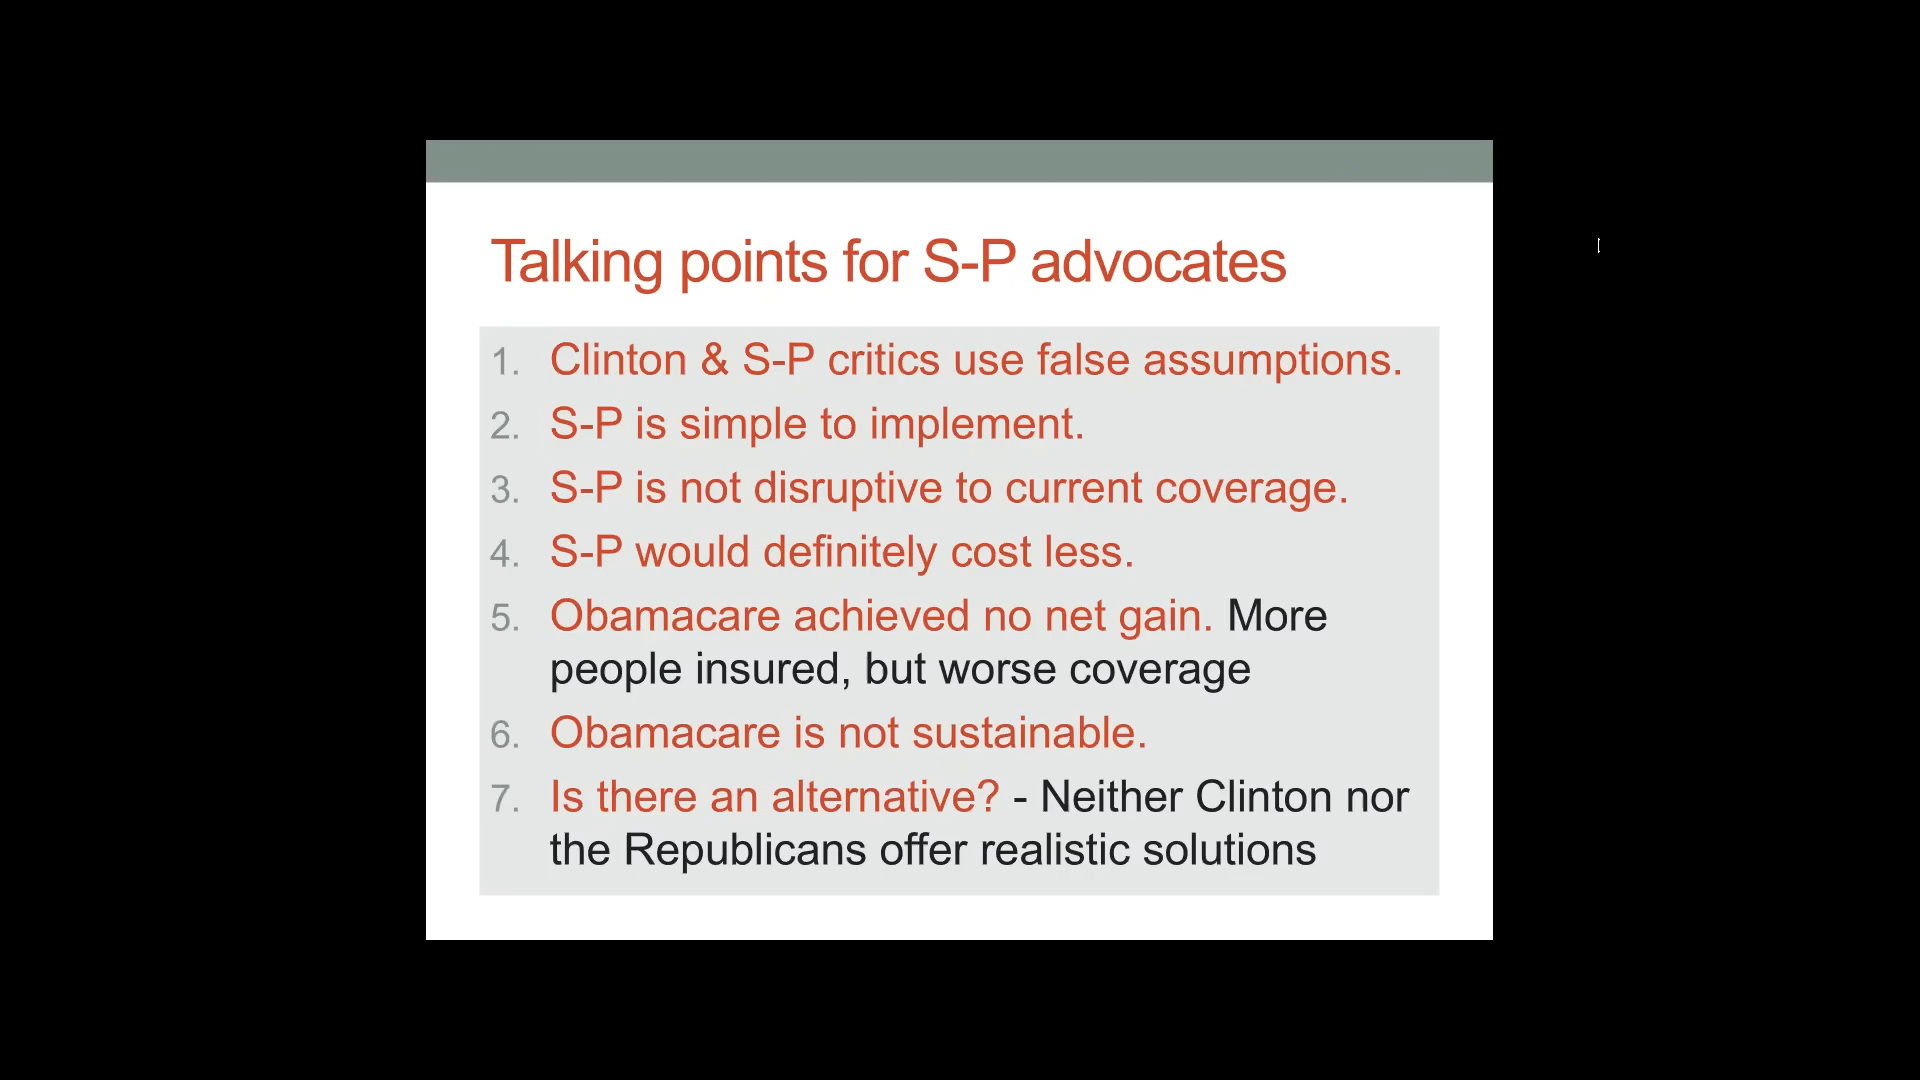 Talking points for S-P advocates
1. Clinton & S-P critics use false assumptions.
2. S-P is simple to implement.
3. S-P is not disruptive to current coverage.
4. S-P would definitely cost less.
5. Obamacare achieved no net gain. More
people insured, but worse coverage
6. Obamacare is not sustainable.
7. Is there an alternative? - Neither Clinton nor
the Republicans offer realistic solutions